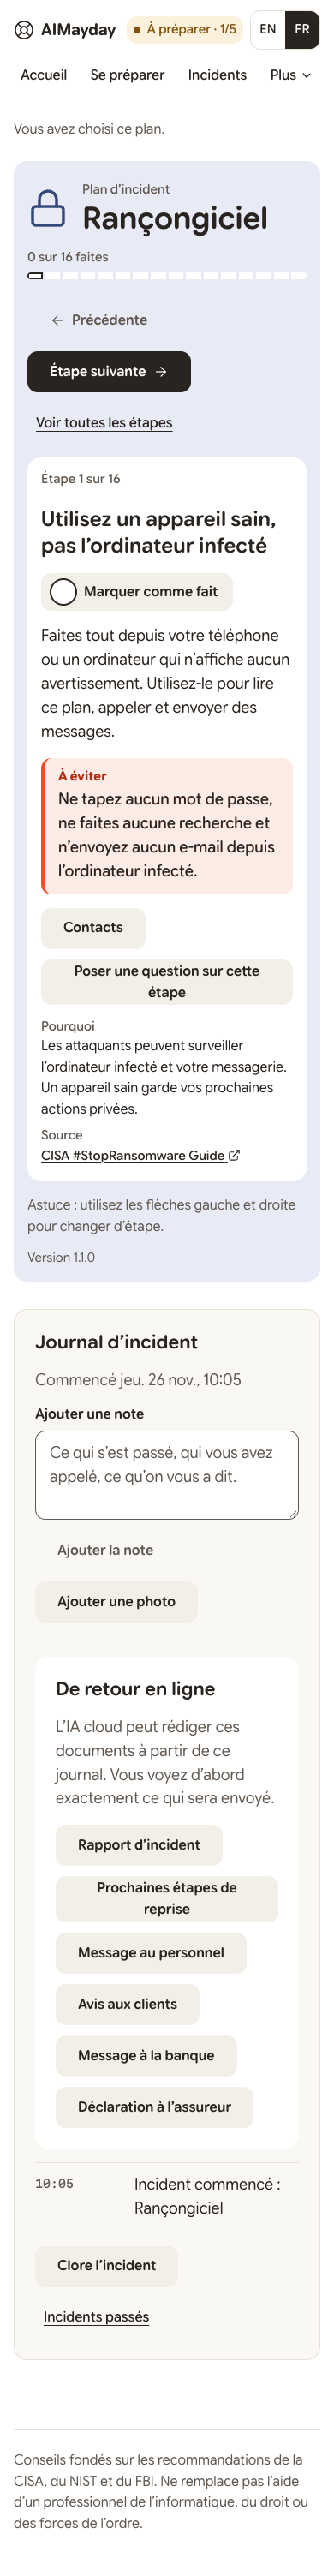 AIMayday
À préparer · 1/5
EN
FR
Accueil
Se préparer
Incidents
Plus
Vous avez choisi ce plan.
Plan d’incident
Rançongiciel
0 sur 16 faites
Précédente
Étape suivante
Voir toutes les étapes
Étape 1 sur 16
Utilisez un appareil sain,
pas l’ordinateur infecté
Marquer comme fait
Faites tout depuis votre téléphone
ou un ordinateur qui n’affiche aucun
avertissement. Utilisez-le pour lire
ce plan, appeler et envoyer des
messages.
À éviter
Ne tapez aucun mot de passe,
ne faites aucune recherche et
n’envoyez aucun e-mail depuis
l’ordinateur infecté.
Contacts
Poser une question sur cette
étape
Pourquoi
Les attaquants peuvent surveiller
l’ordinateur infecté et votre messagerie.
Un appareil sain garde vos prochaines
actions privées.
Source
CISA #StopRansomware Guide
Astuce : utilisez les flèches gauche et droite
pour changer d’étape.
Version 1.1.0
Journal d’incident
Commencé jeu. 26 nov., 10:05
Ajouter une note
Ce qui s’est passé, qui vous avez
appelé, ce qu’on vous a dit.
Ajouter la note
Ajouter une photo
De retour en ligne
L’IA cloud peut rédiger ces
documents à partir de ce
journal. Vous voyez d’abord
exactement ce qui sera envoyé.
Rapport d’incident
Prochaines étapes de
reprise
Message au personnel
Avis aux clients
Message à la banque
Déclaration à l’assureur
10:05
Incident commencé :
Rançongiciel
Clore l’incident
Incidents passés
Conseils fondés sur les recommandations de la
CISA, du NIST et du FBI. Ne remplace pas l’aide
d’un professionnel de l’informatique, du droit ou
des forces de l’ordre.